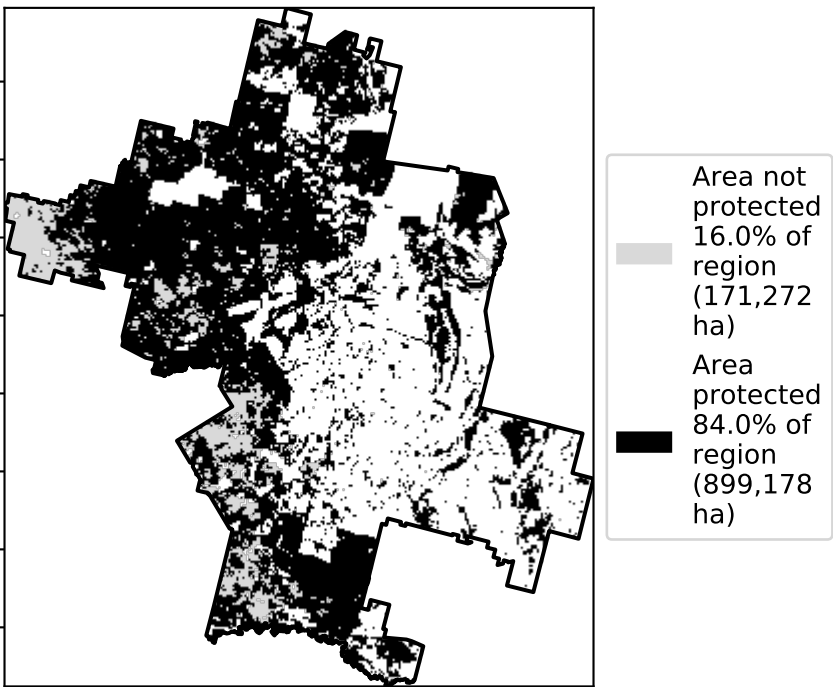 Area not
protected
16.0% of
region
(171,272
ha)
Area
protected
84.0% of
region
(899,178
ha)